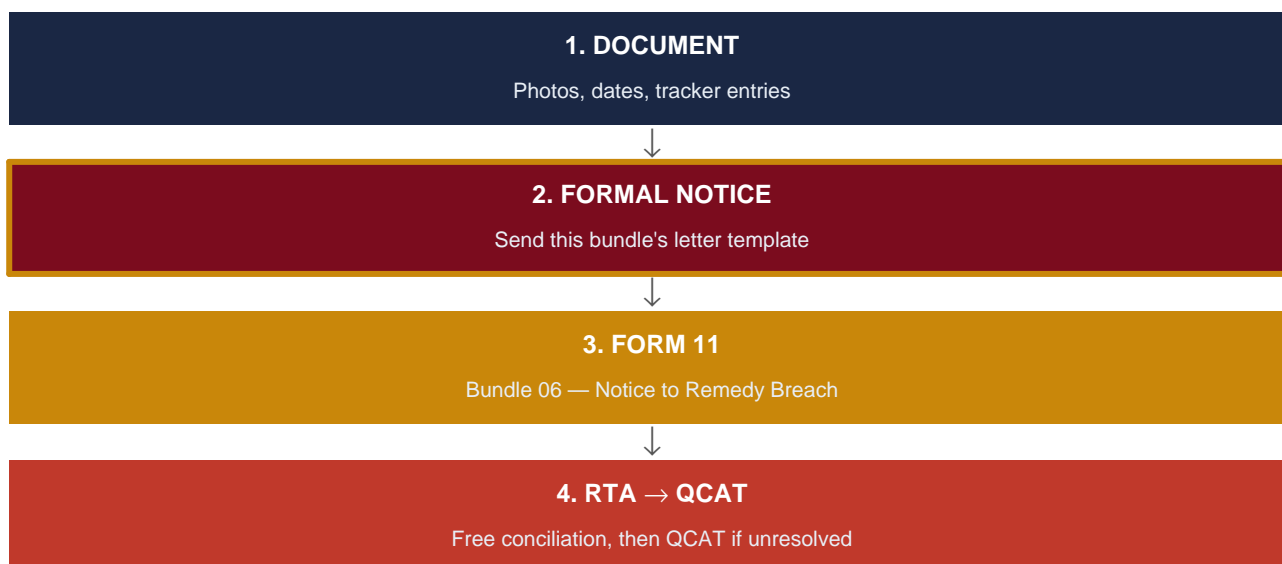 1. DOCUMENT
Photos, dates, tracker entries
↓
2. FORMAL NOTICE
Send this bundle's letter template
↓
3. FORM 11
Bundle 06 — Notice to Remedy Breach
↓
4. RTA → QCAT
Free conciliation, then QCAT if unresolved